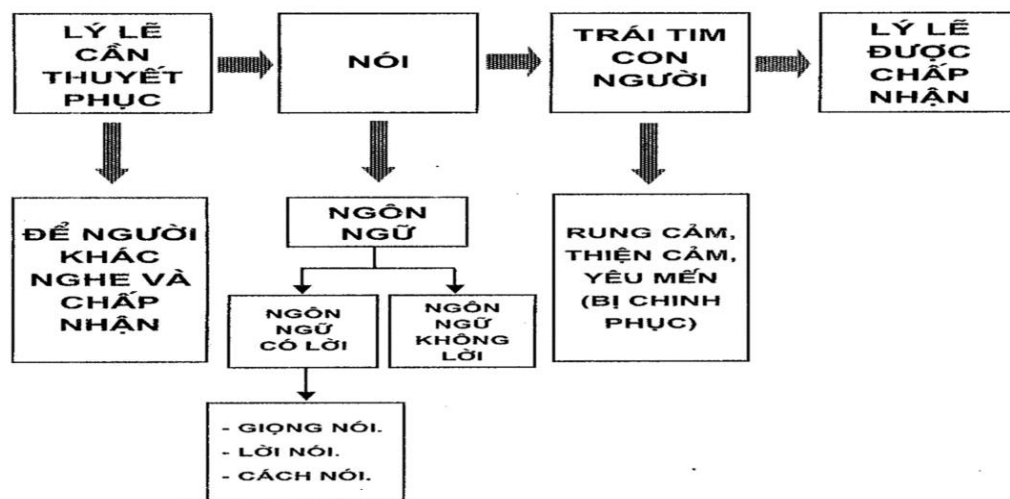 LÝ LẼ
CẦN
THUYẾT
PHỤC
NÓI
TRÁI TIM
CON
NGƯỜI
LÝ LẼ
ĐƯỢC
CHẤP
NHẬN
ĐỂ NGƯỜI
KHÁC
NGHE VÀ
CHẤP
NHẬN
NGÔN
NGỮ
RUNG CẢM,
THIỆN CẢM,
YÊU MẾN
(BỊ CHINH
PHỤC)
NGÔN
NGỮ
CÓ LỜI
NGÔN
NGỮ
KHÔNG
LỜI
- GIỌNG NÓI.
- LỜI NÓI.
- CÁCH NÓI.